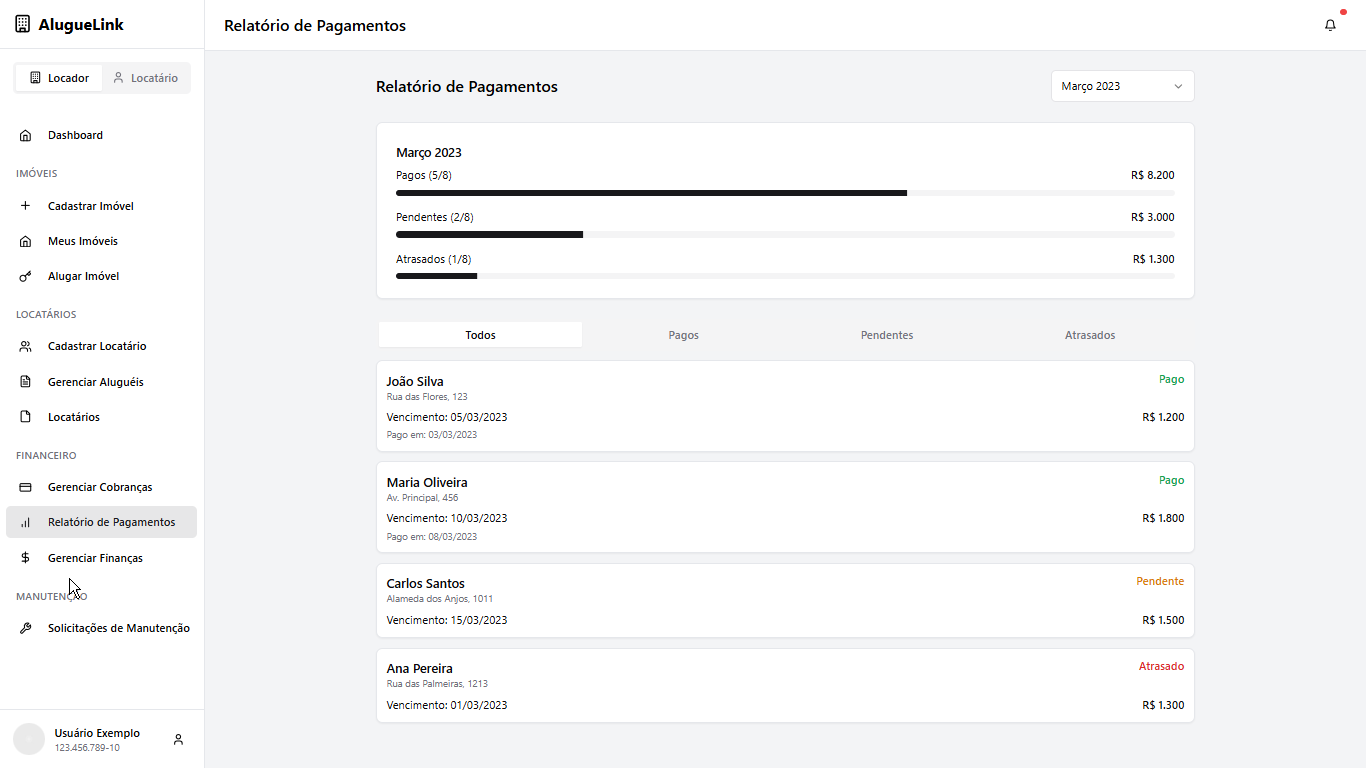 AlugueLink
Relatório de Pagamentos
Locador
Locatário
Dashboard
IMÓVEIS
Cadastrar Imóvel
Meus Imóveis
Alugar Imóvel
LOCATÁRIOS
Cadastrar Locatário
Gerenciar Aluguéis
Locatários
FINANCEIRO
Gerenciar Cobranças
Relatório de Pagamentos
Gerenciar Finanças
MANUTENÇÃO
Solicitações de Manutenção
Usuário Exemplo
123.456.789-10
Relatório de Pagamentos
Março 2023
Março 2023
Pagos (5/8) R$ 8.200
Pendentes (2/8) R$ 3.000
Atrasados (1/8) R$ 1.300
Todos Pagos Pendentes Atrasados
João Silva Pago
Rua das Flores, 123
Vencimento: 05/03/2023 R$ 1.200
Pago em: 03/03/2023
Maria Oliveira Pago
Av. Principal, 456
Vencimento: 10/03/2023 R$ 1.800
Pago em: 08/03/2023
Carlos Santos Pendente
Alameda dos Anjos, 1011
Vencimento: 15/03/2023 R$ 1.500
Ana Pereira Atrasado
Rua das Palmeiras, 1213
Vencimento: 01/03/2023 R$ 1.300